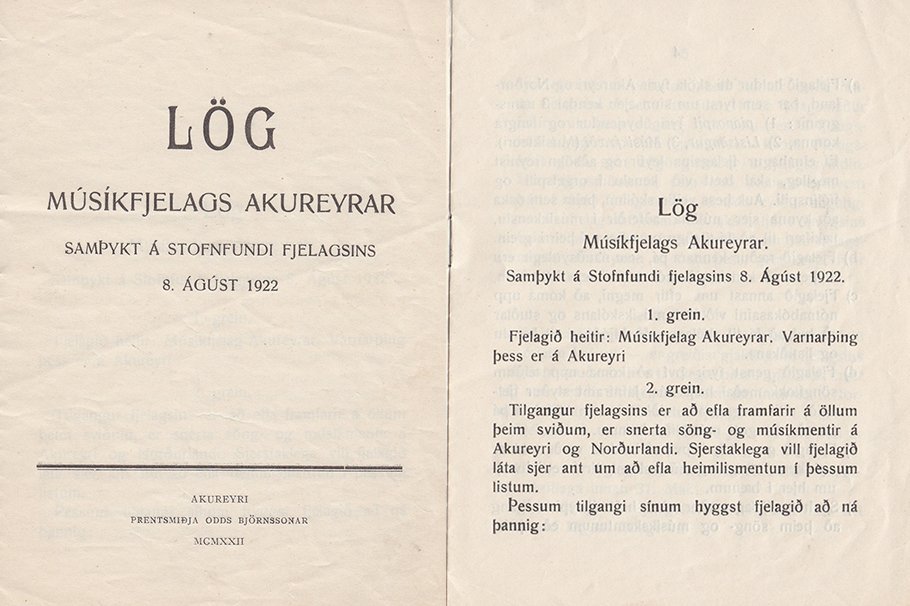 LÖG
MÚSÍKFJELAGS AKUREYRAR
SAMÞYKT Á STOFNFUNDI FJELAGSINS
8. ÁGÚST 1922
AKUREYRI
PRENTSMIÐJA ODDS BJÖRNSSONAR
MCMXXII
Lög
Músíkfjelags Akureyrar.
Samþykt á Stofnfundi fjelagsins 8. Ágúst 1922.
1. grein.
Fjelagið heitir: Músíkfjelag Akureyrar. Varnarþing
þess er á Akureyri
2. grein.
Tilgangur fjelagsins er að efla framfarir á öllum
þeim sviðum, er snerta söng- og músíkmentir á
Akureyri og Norðurlandi. Sjerstaklega vill fjelagið
láta sjer ant um að efla heimilismentun í þessum
listum.
Þessum tilgangi sínum hyggst fjelagið að ná
þannig: